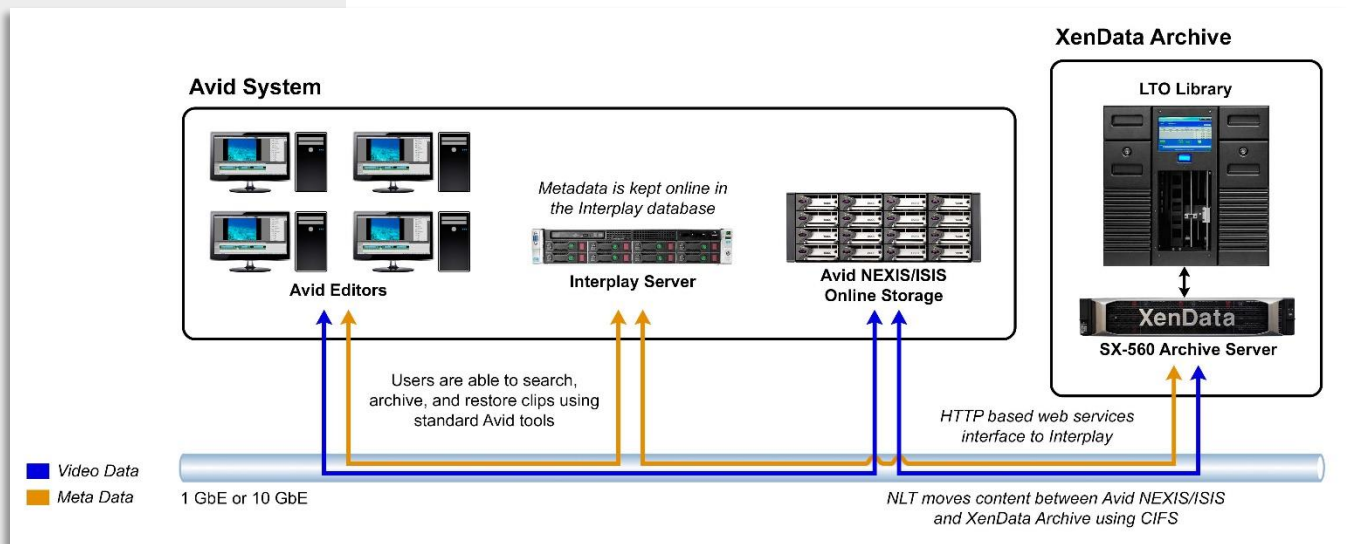 XenData Archive
LTO Library
Avid System
Metadata is kept online in
the Interplay database
Avid Editors
Interplay Server
Avid NEXIS/ISIS
Online Storage
XenData
SX-560 Archive Server
Users are able to search,
archive, and restore clips using
standard Avid tools
HTTP based web services
interface to Interplay
Video Data
Meta Data
1 GbE or 10 GbE
NLT moves content between Avid NEXIS/ISIS
and XenData Archive using CIFS